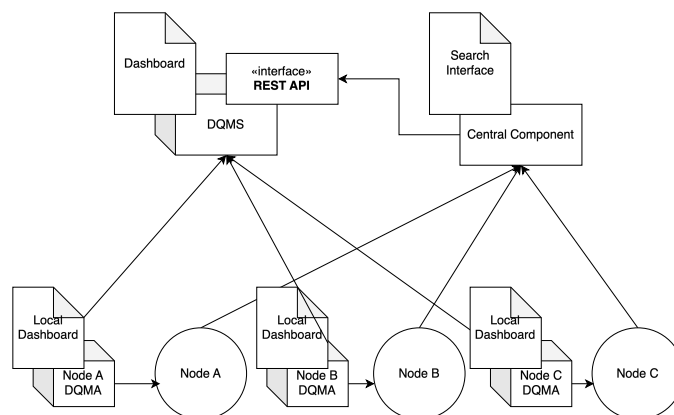 Dashboard
«interface»
REST API
DQMS
Search
Interface
Central Component
Local
Dashboard
Node A
DQMA
Node A
Local
Dashboard
Node B
DQMA
Node B
Local
Dashboard
Node C
DQMA
Node C